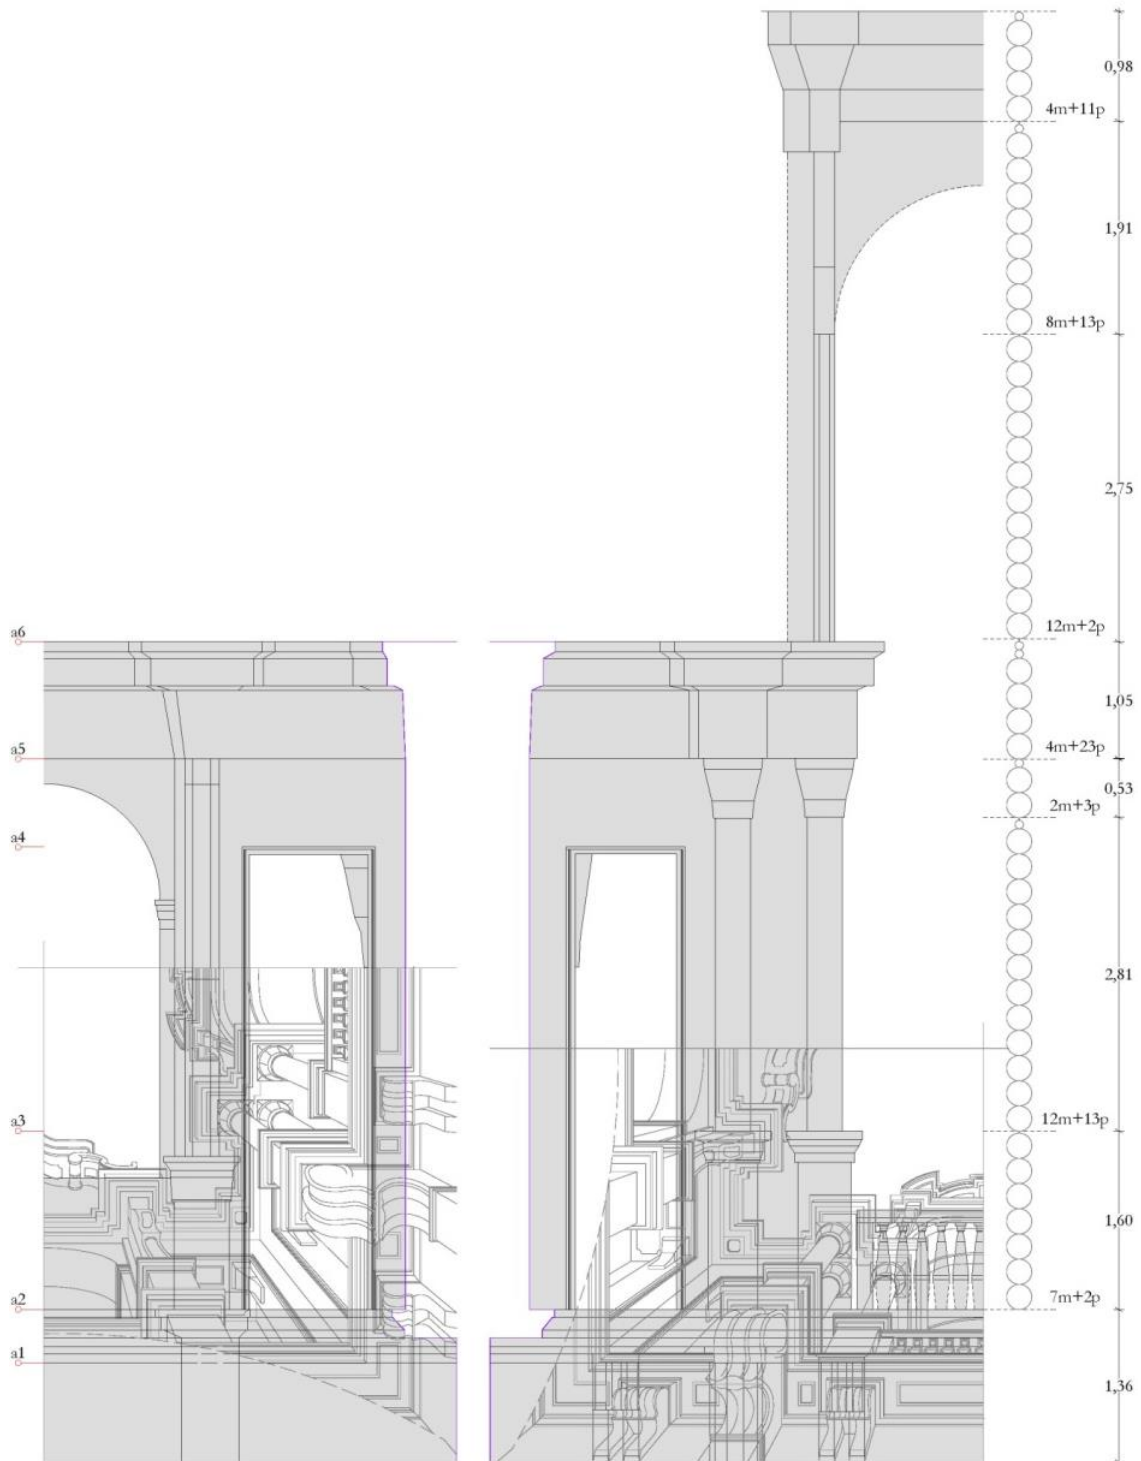 0,98
4m+11p
1,91
8m+13p
2,75
12m+2p
a6
1,05
4m+23p
a5
0,53
2m+3p
a4
2,81
12m+13p
a3
1,60
7m+2p
a2
a1
1,36